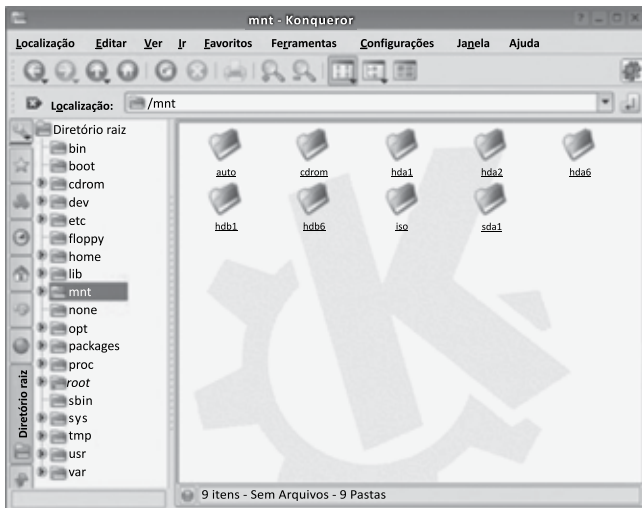 mnt - Konqueror
Localização Editar Ver Ir Favoritos Ferramentas Configurações Janela Ajuda
Localização: /mnt
Diretório raiz
bin
boot
cdrom
dev
etc
floppy
home
lib
mnt
none
opt
packages
proc
root
sbin
sys
tmp
usr
var
Diretório raiz
auto cdrom hda1 hda2 hda6
hdb1 hdb6 iso sda1
9 itens - Sem Arquivos - 9 Pastas